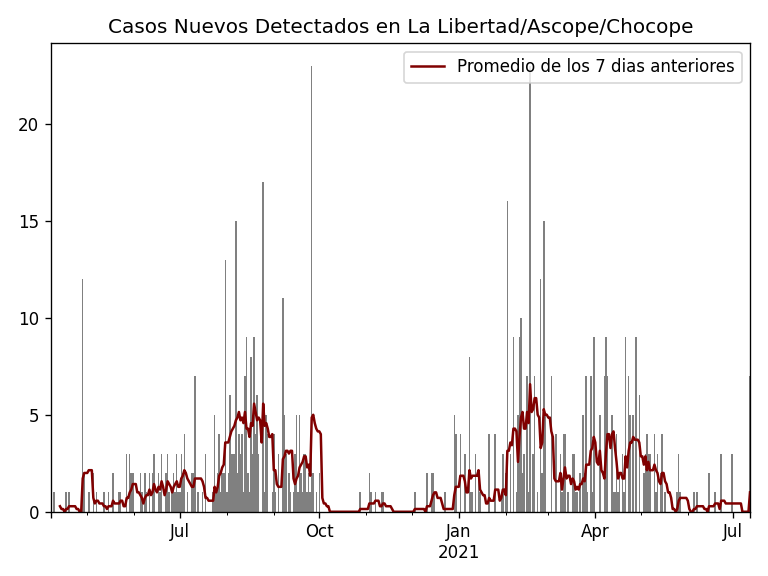 Casos Nuevos Detectados en La Libertad/Ascope/Chocope
Promedio de los 7 dias anteriores
20
15
10
5
0
Jul Oct Jan Apr Jul
2021